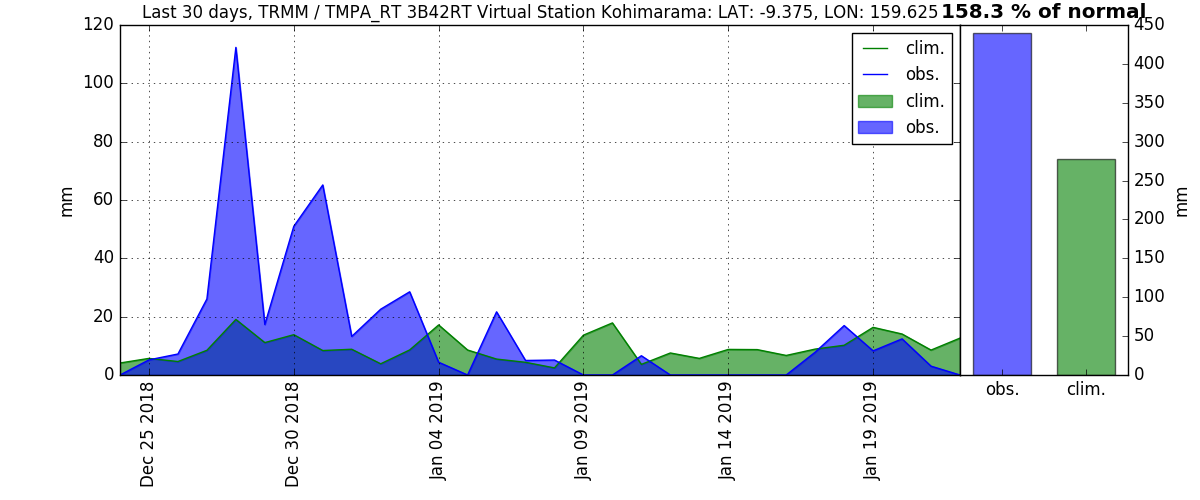 Last 30 days, TRMM / TMPA_RT 3B42RT Virtual Station Kohimarama: LAT: -9.375, LON: 159.625
158.3 % of normal
120
100
80
60
40
20
0
mm
clim.
obs.
clim.
obs.
Dec 25 2018
Dec 30 2018
Jan 04 2019
Jan 09 2019
Jan 14 2019
Jan 19 2019
450
400
350
300
250
200
150
100
50
0
mm
obs.
clim.